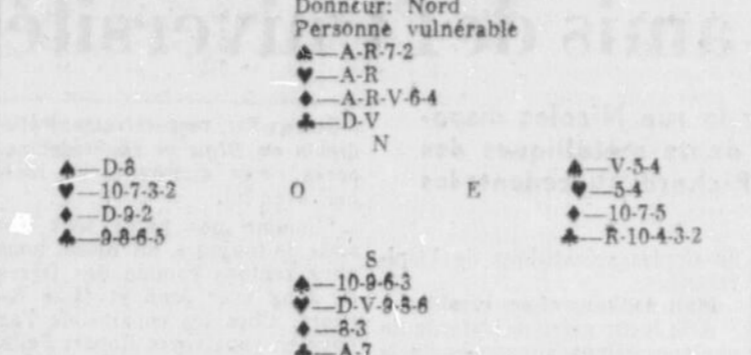 Donneur: Nord
Personne vulnérable
♠—A-R-7-2
♥—A-R
♦—A-R-V-6-4
♣—D-V
N
♠—D-8
♥—10-7-3-2
♦—D-9-2
♣—9-8-6-5
O
E
♠—V-5-4
♥—5-4
♦—10-7-5
♣—R-10-4-3-2
S
♠—10-9-6-3
♥—D-V-9-8-6
♦—8-3
♣—A-7